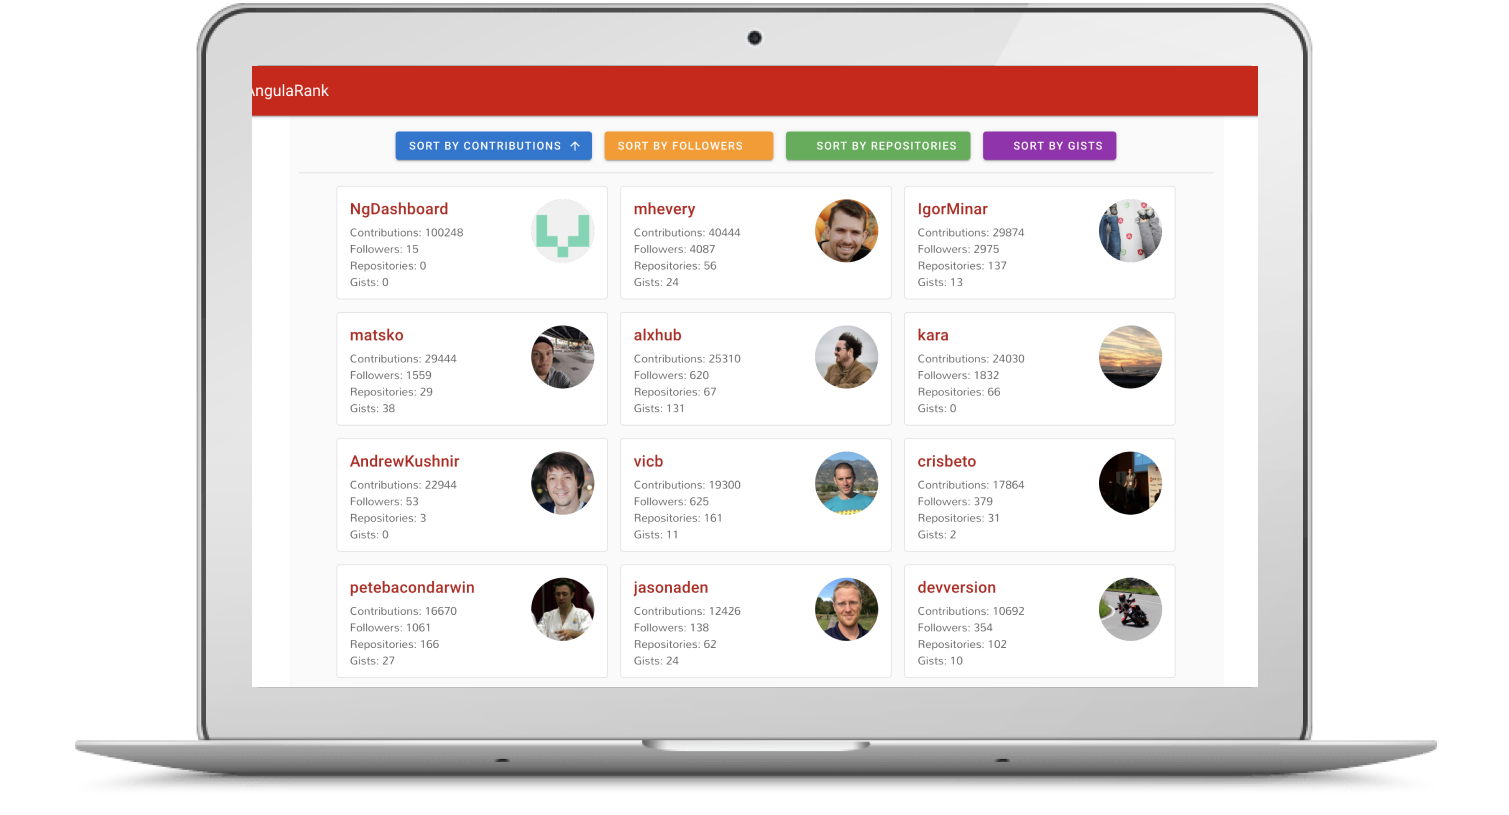 AngulaRank
SORT BY CONTRIBUTIONS SORT BY FOLLOWERS SORT BY REPOSITORIES SORT BY GISTS
NgDashboard
Contributions: 100248
Followers: 15
Repositories: 0
Gists: 0
mhevery
Contributions: 40444
Followers: 4087
Repositories: 56
Gists: 24
IgorMinar
Contributions: 29874
Followers: 2975
Repositories: 137
Gists: 13
matsko
Contributions: 29444
Followers: 1559
Repositories: 29
Gists: 38
alxhub
Contributions: 25310
Followers: 620
Repositories: 67
Gists: 131
kara
Contributions: 24030
Followers: 1832
Repositories: 66
Gists: 0
AndrewKushnir
Contributions: 22944
Followers: 53
Repositories: 3
Gists: 0
vicb
Contributions: 19300
Followers: 625
Repositories: 161
Gists: 11
crisbeto
Contributions: 17864
Followers: 379
Repositories: 31
Gists: 2
petebacondarwin
Contributions: 16670
Followers: 1061
Repositories: 166
Gists: 27
jasonaden
Contributions: 12426
Followers: 138
Repositories: 62
Gists: 24
devversion
Contributions: 10692
Followers: 354
Repositories: 102
Gists: 10